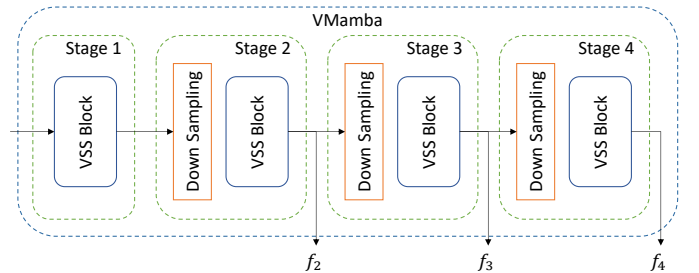 VMamba
Stage 1
Stage 2
Stage 3
Stage 4
VSS Block
Down Sampling
VSS Block
Down Sampling
VSS Block
Down Sampling
VSS Block
f₂
f₃
f₄